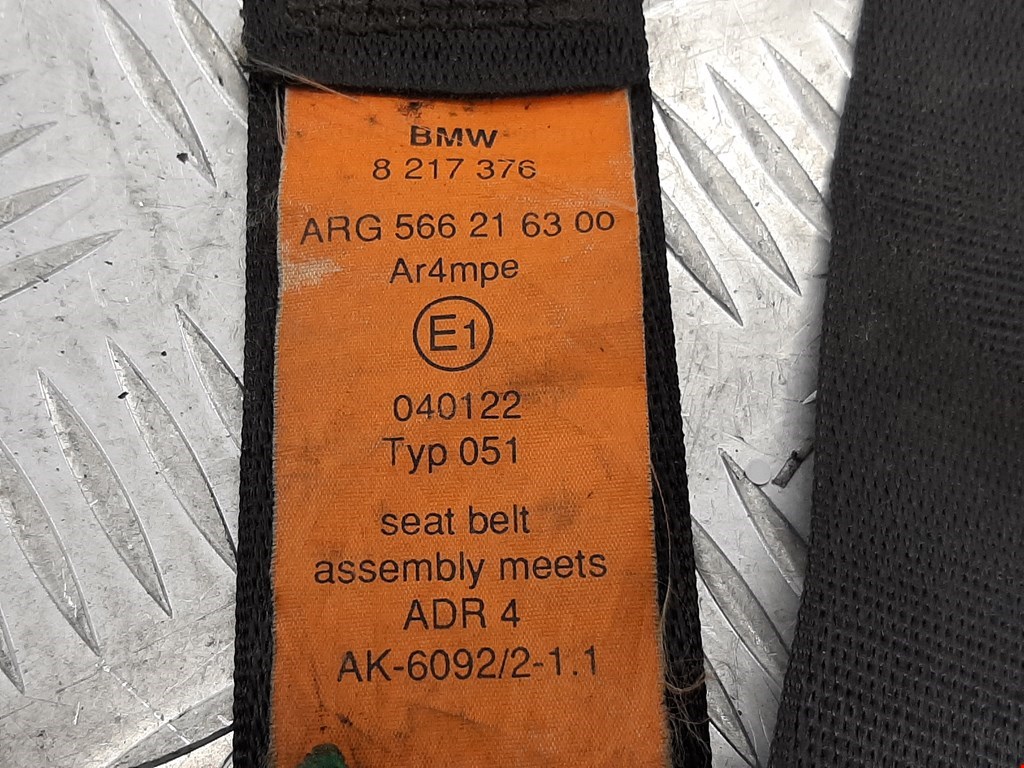 BMW
8 217 376
ARG 566 21 63 00
Ar4mpe
E1
040122
Typ 051
seat belt
assembly meets
ADR 4
AK-6092/2-1.1